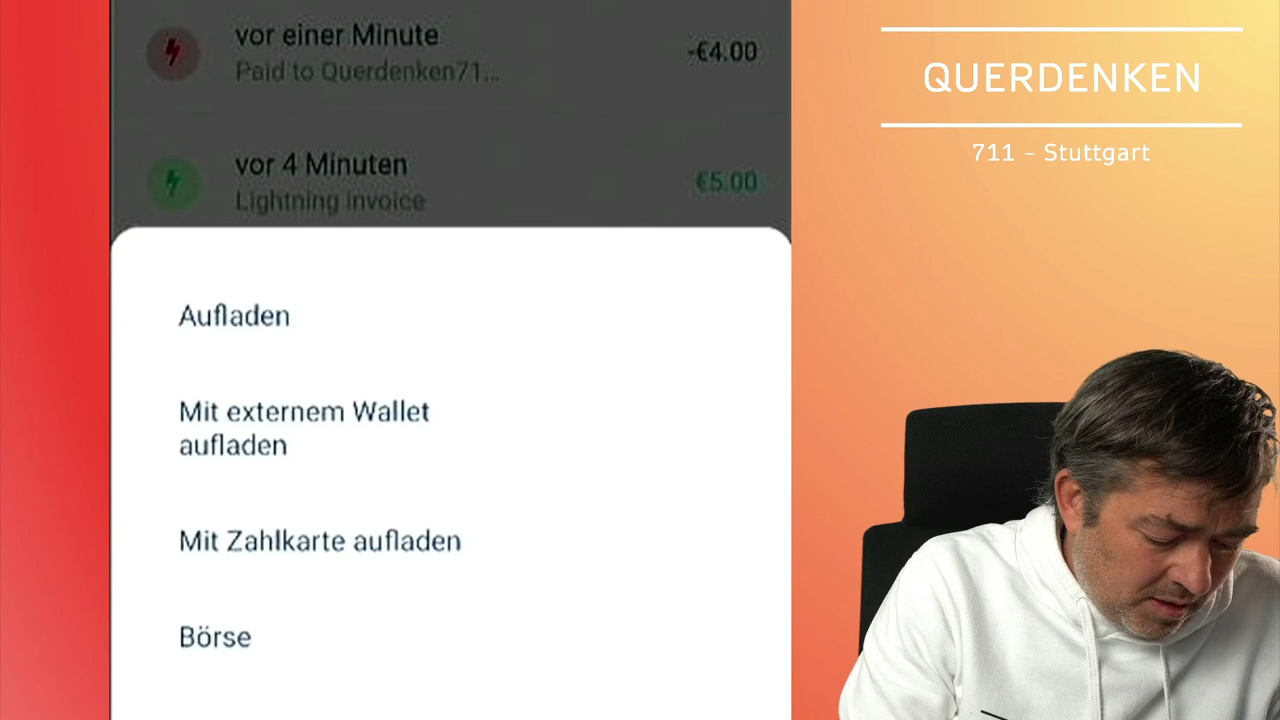 vor einer Minute
-€4.00
Paid to Querdenken71...
vor 4 Minuten
€5.00
Lightning invoice
Aufladen
Mit externem Wallet
aufladen
Mit Zahlkarte aufladen
Börse
QUERDENKEN
711 - Stuttgart